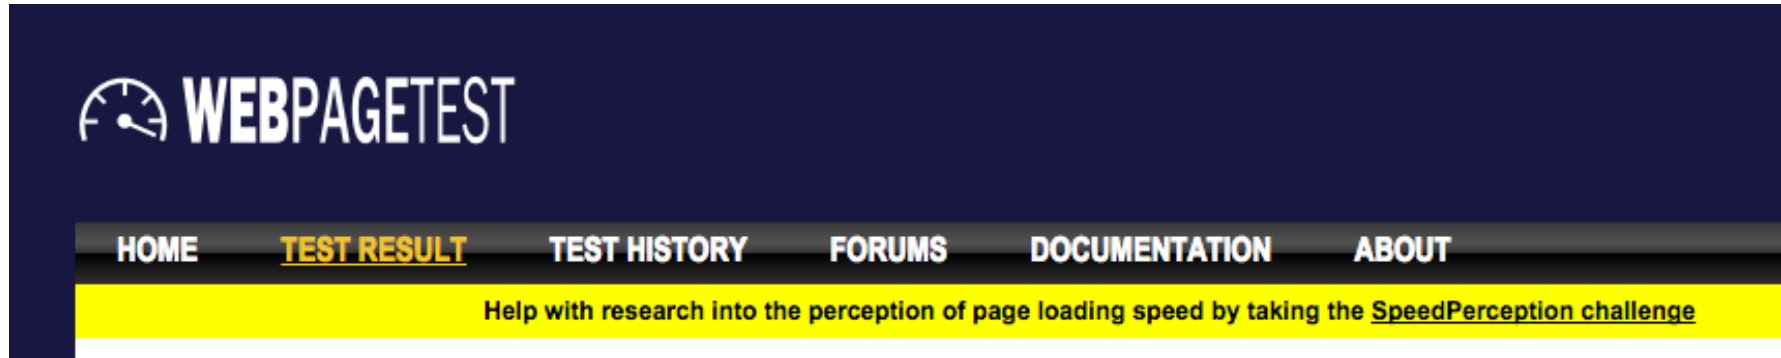 WEBPAGETEST
HOME TEST RESULT TEST HISTORY FORUMS DOCUMENTATION ABOUT
Help with research into the perception of page loading speed by taking the SpeedPerception challenge